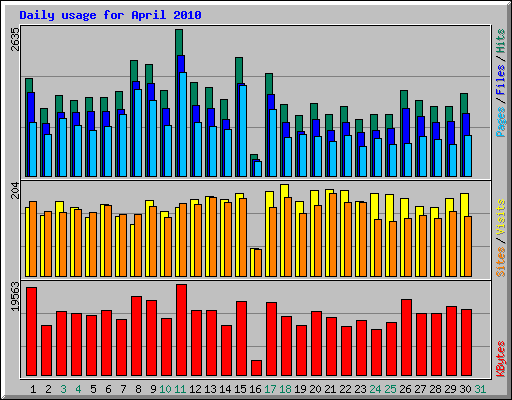 Daily usage for April 2010
2635
Pages / Files / Hits
204
Sites / Visits
19563
KBytes
1 2 3 4 5 6 7 8 9 10 11 12 13 14 15 16 17 18 19 20 21 22 23 24 25 26 27 28 29 30 31